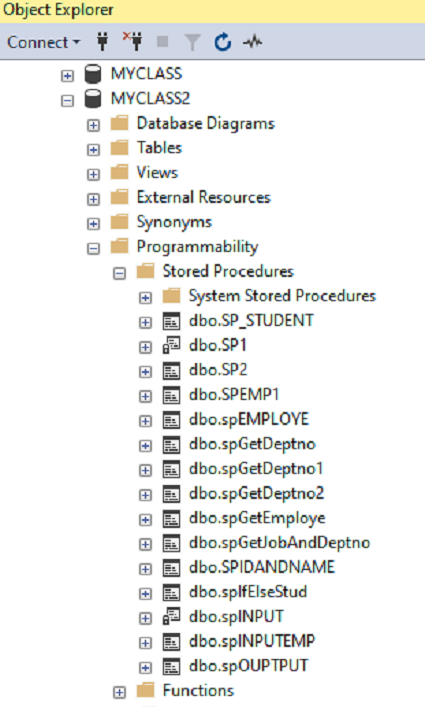 Object Explorer
Connect
MYCLASS
MYCLASS2
Database Diagrams
Tables
Views
External Resources
Synonyms
Programmability
Stored Procedures
System Stored Procedures
dbo.SP_STUDENT
dbo.SP1
dbo.SP2
dbo.SPEMP1
dbo.spEMPLOYE
dbo.spGetDeptno
dbo.spGetDeptno1
dbo.spGetDeptno2
dbo.spGetEmploye
dbo.spGetJobAndDeptno
dbo.SPIDANDNAME
dbo.spIfElseStud
dbo.spINPUT
dbo.spINPUTEMP
dbo.spOUPTPUT
Functions